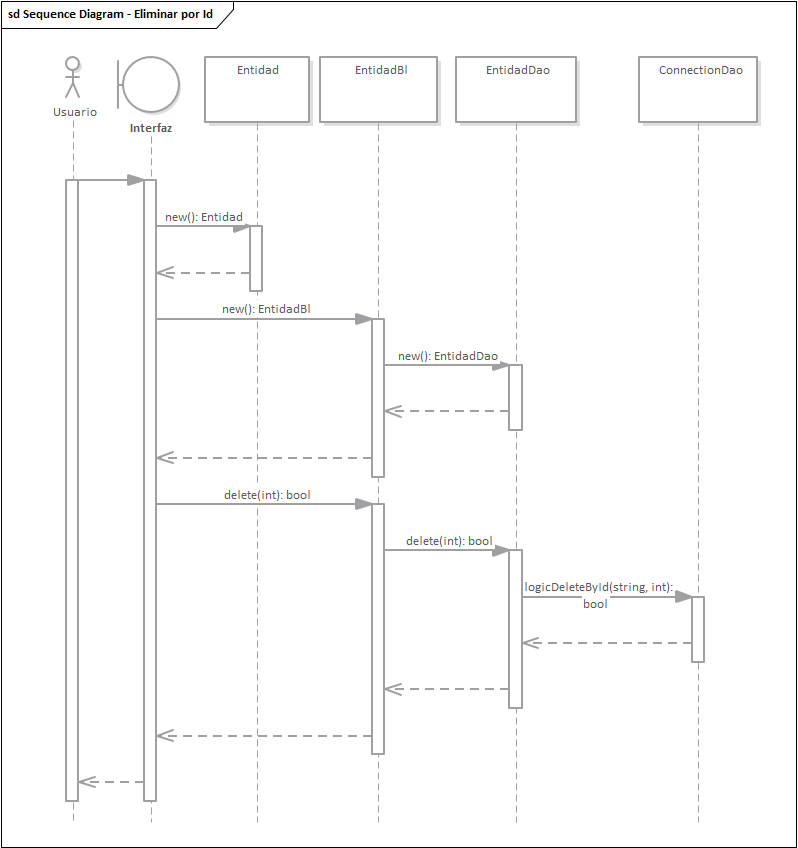 sd Sequence Diagram - Eliminar por Id
Entidad
EntidadBl
EntidadDao
ConnectionDao
Usuario
Interfaz
new(): Entidad
new(): EntidadBl
new(): EntidadDao
delete(int): bool
delete(int): bool
logicDeleteById(string, int):
bool